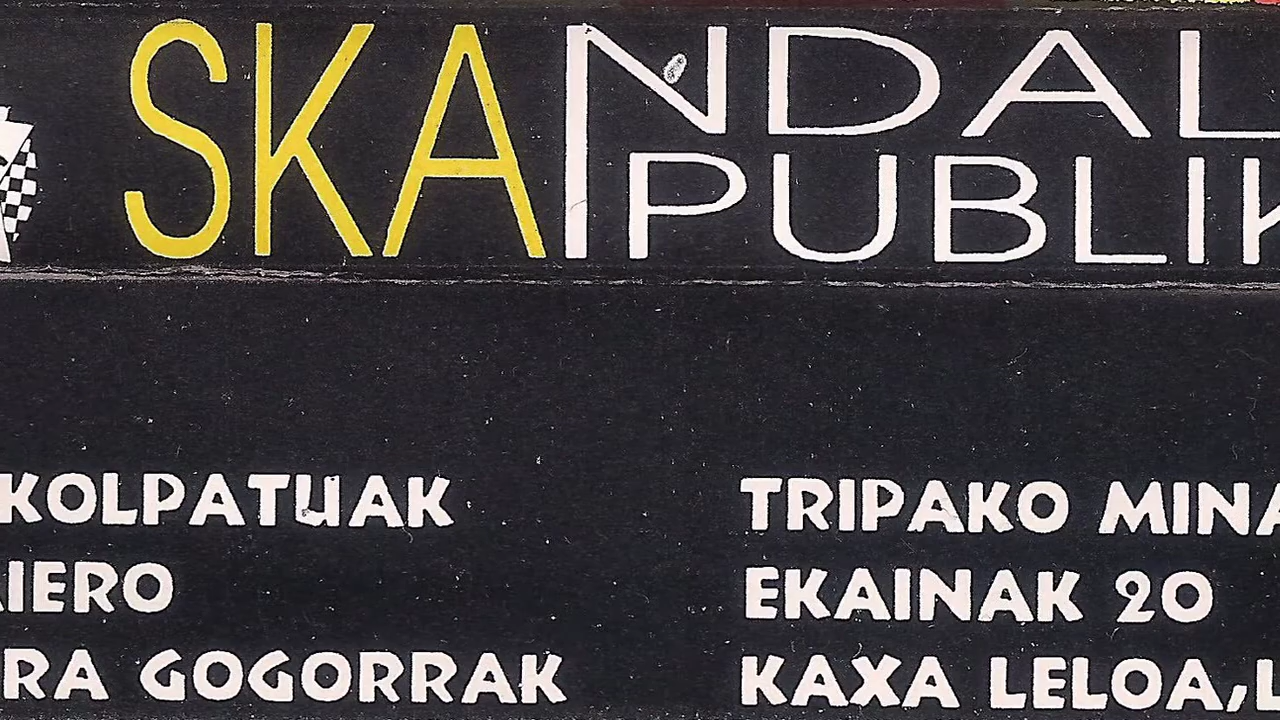 SKANDAL
PUBLIK
KOLPATUAK
IERO
RA GOGORRAK
TRIPAKO MINA
EKAINAK 20
KAXA LELOA, L